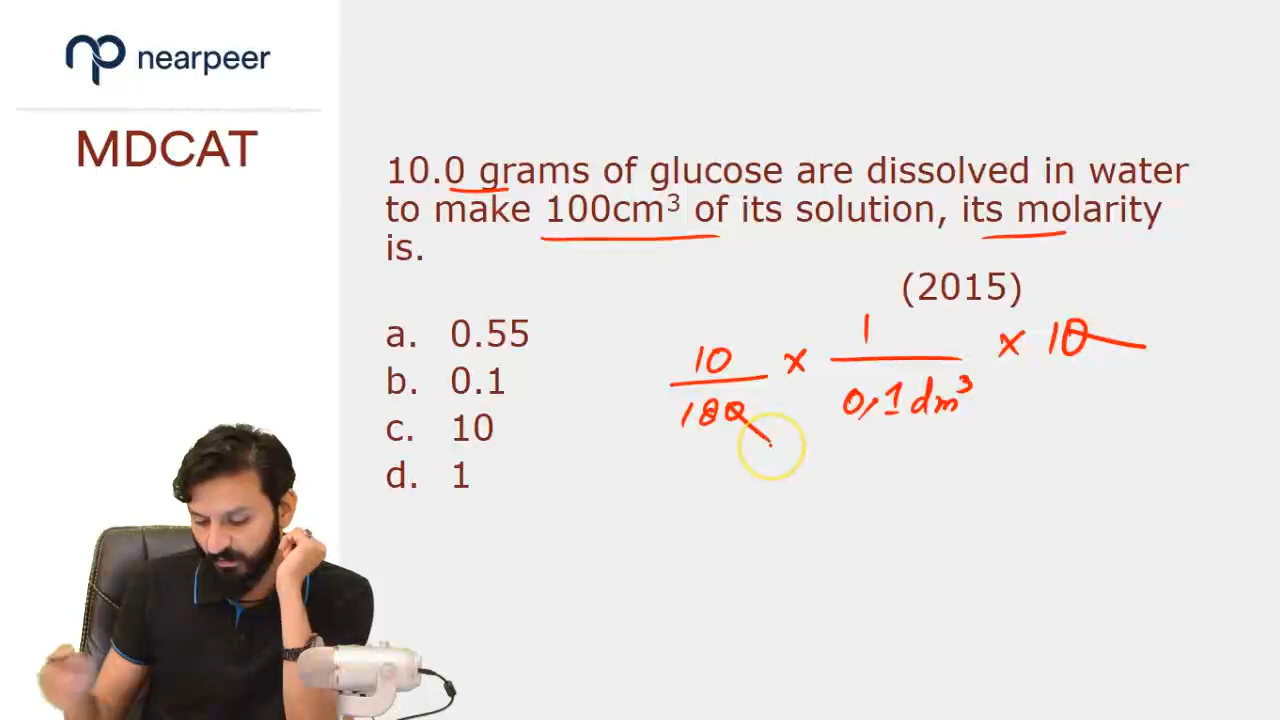 nearpeer
MDCAT
10.0 grams of glucose are dissolved in water
to make 100cm³ of its solution, its molarity
is.
(2015)
a. 0.55
b. 0.1
c. 10
d. 1
10/180 × 1/0,1 dm³ × 10